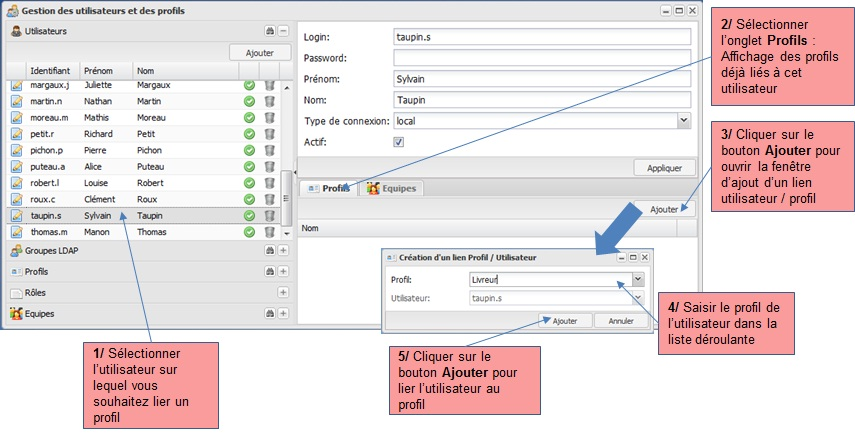 Gestion des utilisateurs et des profils
Utilisateurs
Ajouter
Identifiant Prénom Nom
margaux.j Juliette Margaux
martin.n Nathan Martin
moreau.m Mathis Moreau
petit.r Richard Petit
pichon.p Pierre Pichon
puteau.a Alice Puteau
robert.l Louise Robert
roux.c Clément Roux
taupin.s Sylvain Taupin
thomas.m Manon Thomas
Groupes LDAP
Profils
Rôles
Equipes
Login: taupin.s
Password:
Prénom: Sylvain
Nom: Taupin
Type de connexion: local
Actif:
Appliquer
Profils Equipes
Ajouter
Nom
Création d'un lien Profil / Utilisateur
Profil: Livreur
Utilisateur: taupin.s
Ajouter Annuler
1/ Sélectionner
l'utilisateur sur
lequel vous
souhaitez lier un
profil
2/ Sélectionner
l'onglet Profils :
Affichage des profils
déjà liés à cet
utilisateur
3/ Cliquer sur le
bouton Ajouter pour
ouvrir la fenêtre
d'ajout d'un lien
utilisateur / profil
4/ Saisir le profil de
l'utilisateur dans la
liste déroulante
5/ Cliquer sur le
bouton Ajouter pour
lier l'utilisateur au
profil